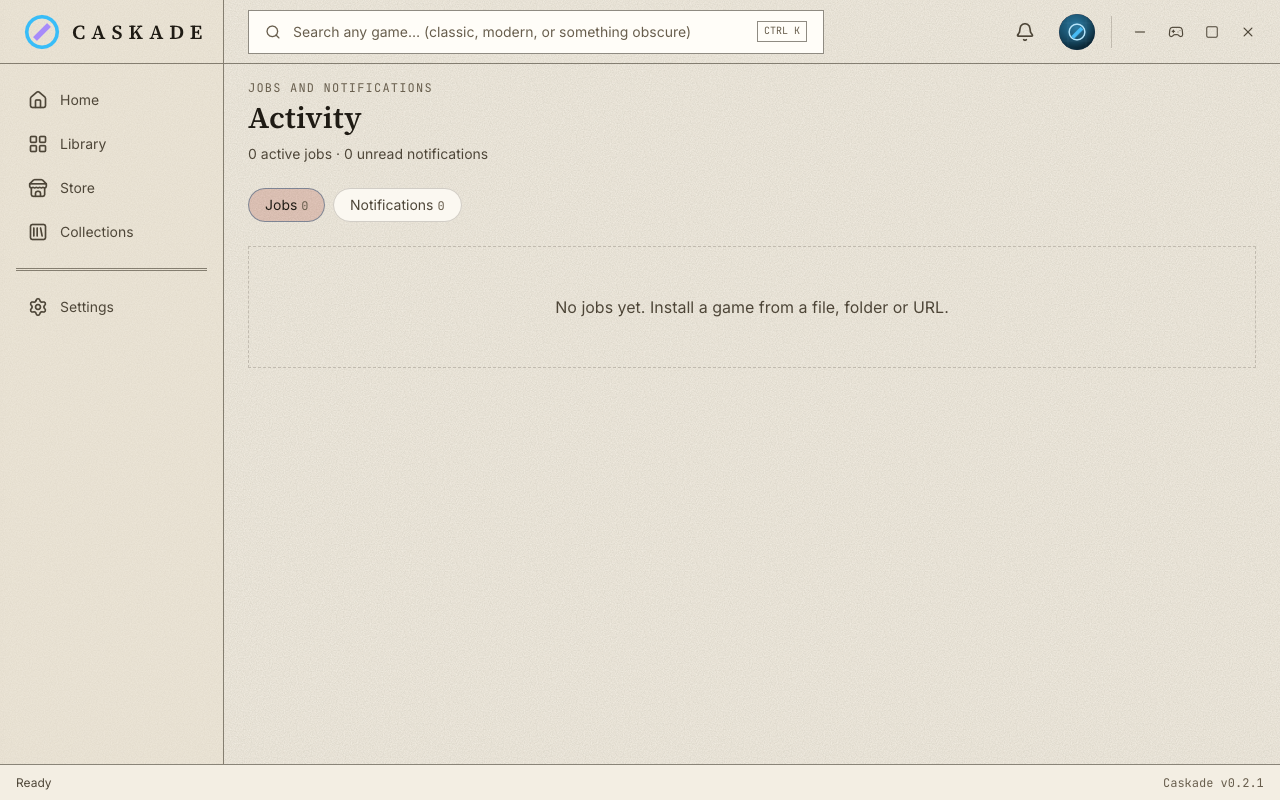 CASKADE
Search any game... (classic, modern, or something obscure)
CTRL K
Home
Library
Store
Collections
Settings
JOBS AND NOTIFICATIONS
Activity
0 active jobs · 0 unread notifications
Jobs 0
Notifications 0
No jobs yet. Install a game from a file, folder or URL.
Ready
Caskade v0.2.1